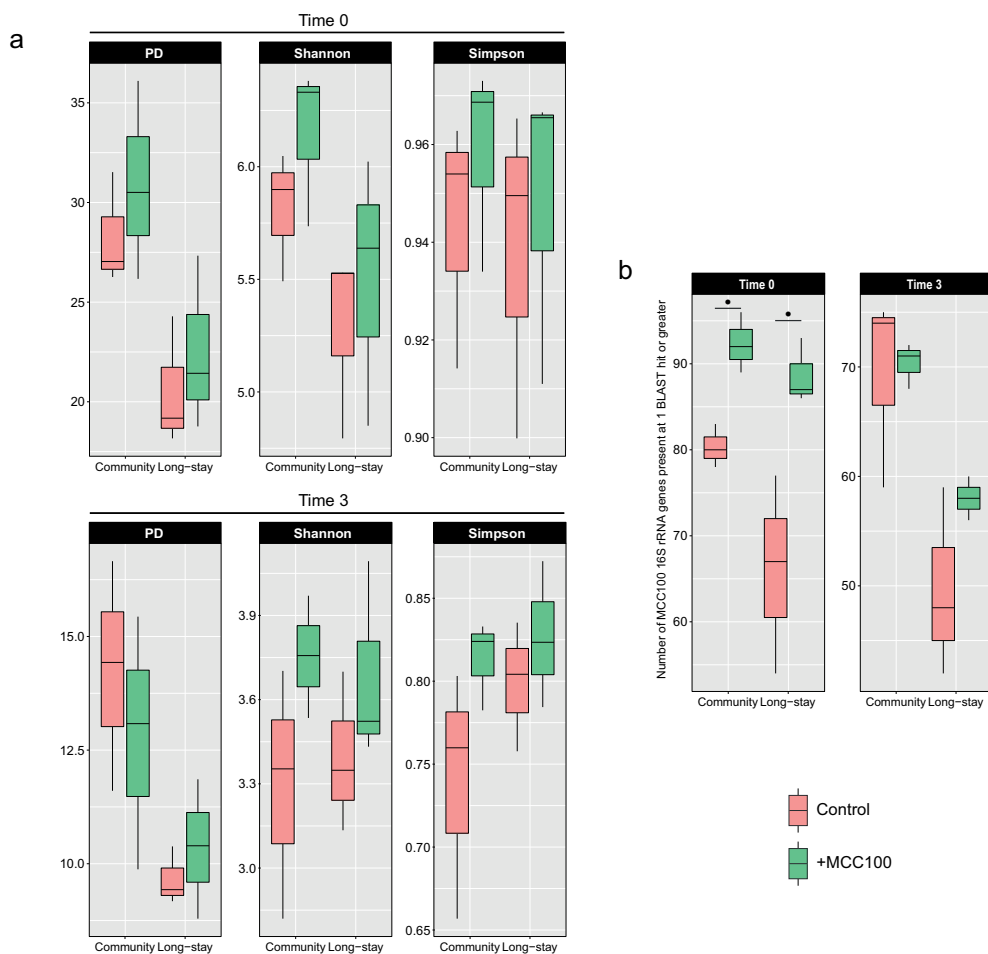 a
Time 0
PD
Shannon
Simpson
35
30
25
20
6.0
5.5
5.0
0.96
0.94
0.92
0.90
Community Long−stay
Community Long−stay
Community Long−stay
Time 3
PD
Shannon
Simpson
15.0
12.5
10.0
3.9
3.6
3.3
3.0
0.85
0.80
0.75
0.70
0.65
Community Long−stay
Community Long−stay
Community Long−stay
b
Number of MCC100 16S rRNA genes present at 1 BLAST hit or greater
Time 0
Time 3
90
80
70
60
70
60
50
Community Long−stay
Community Long−stay
Control
+MCC100